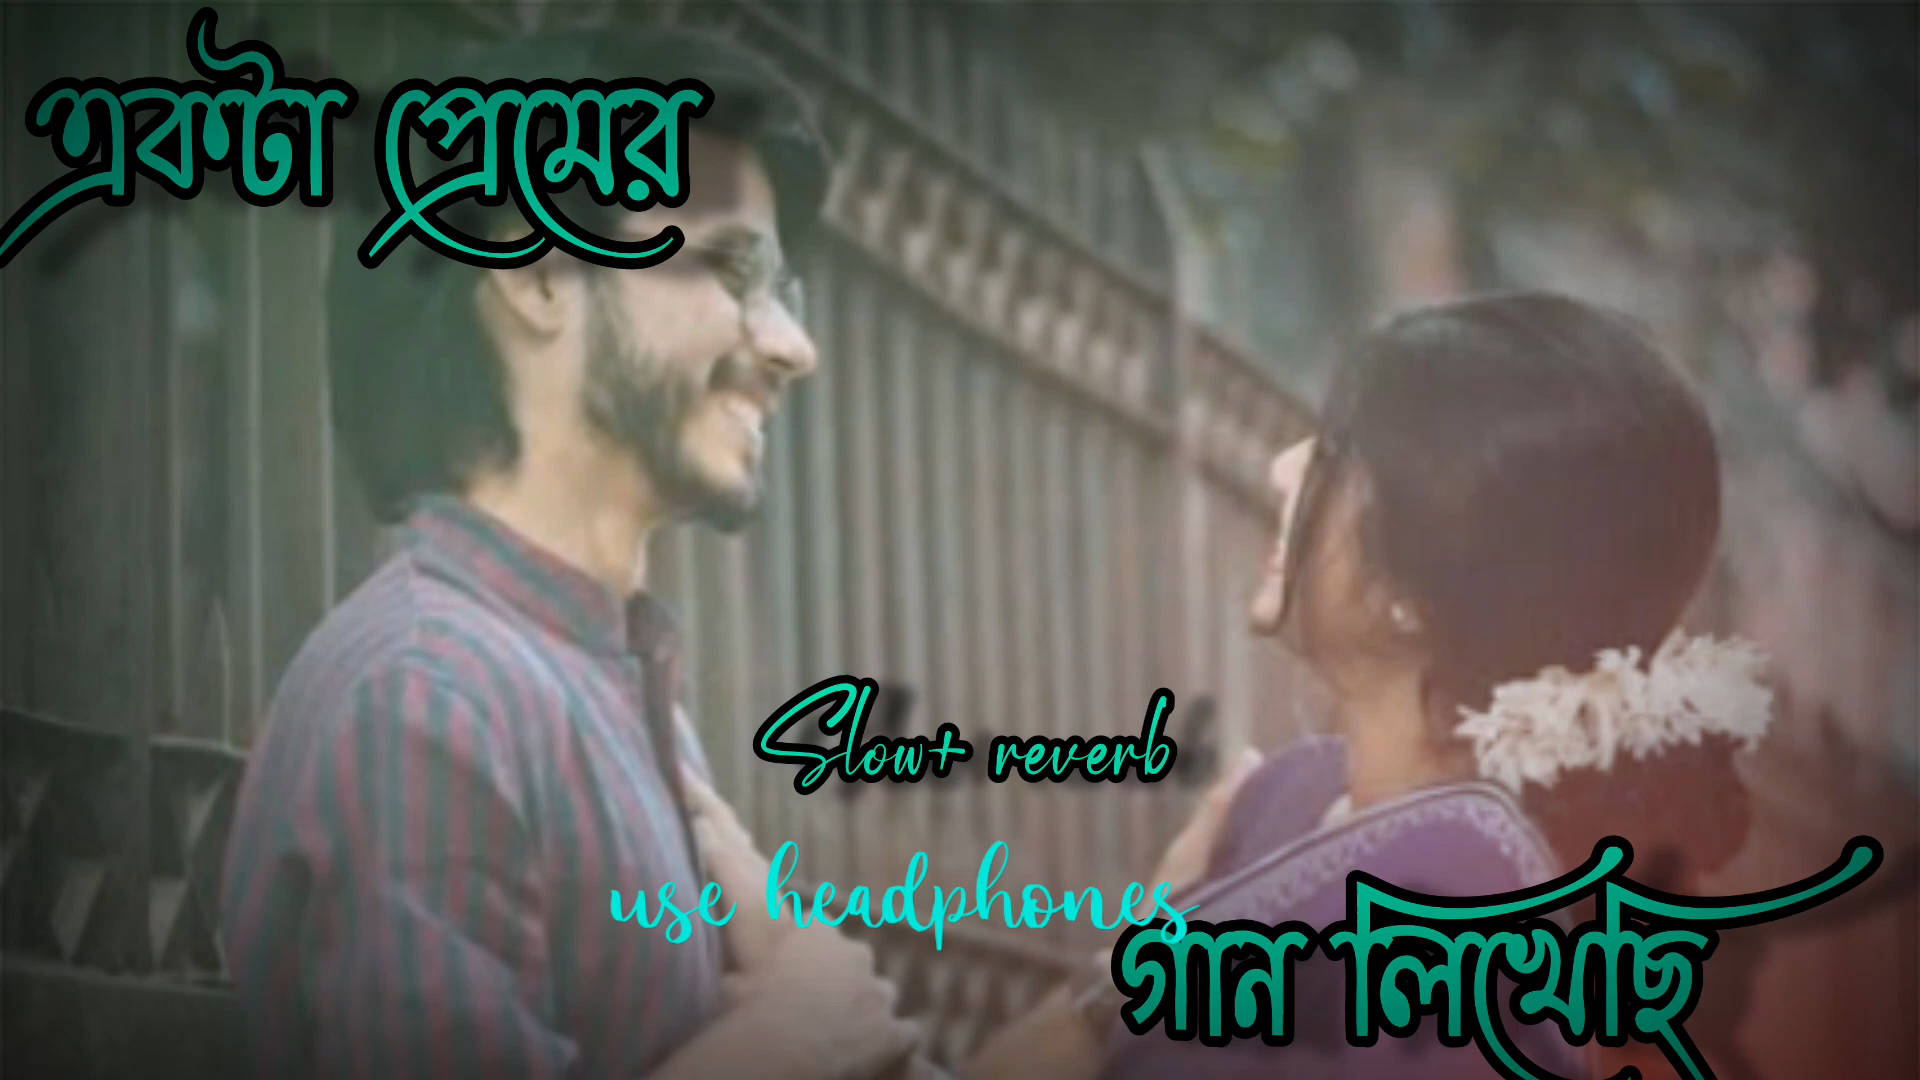 একটা প্রেমের
Slow+ reverb
use headphones
গান লিখেছি